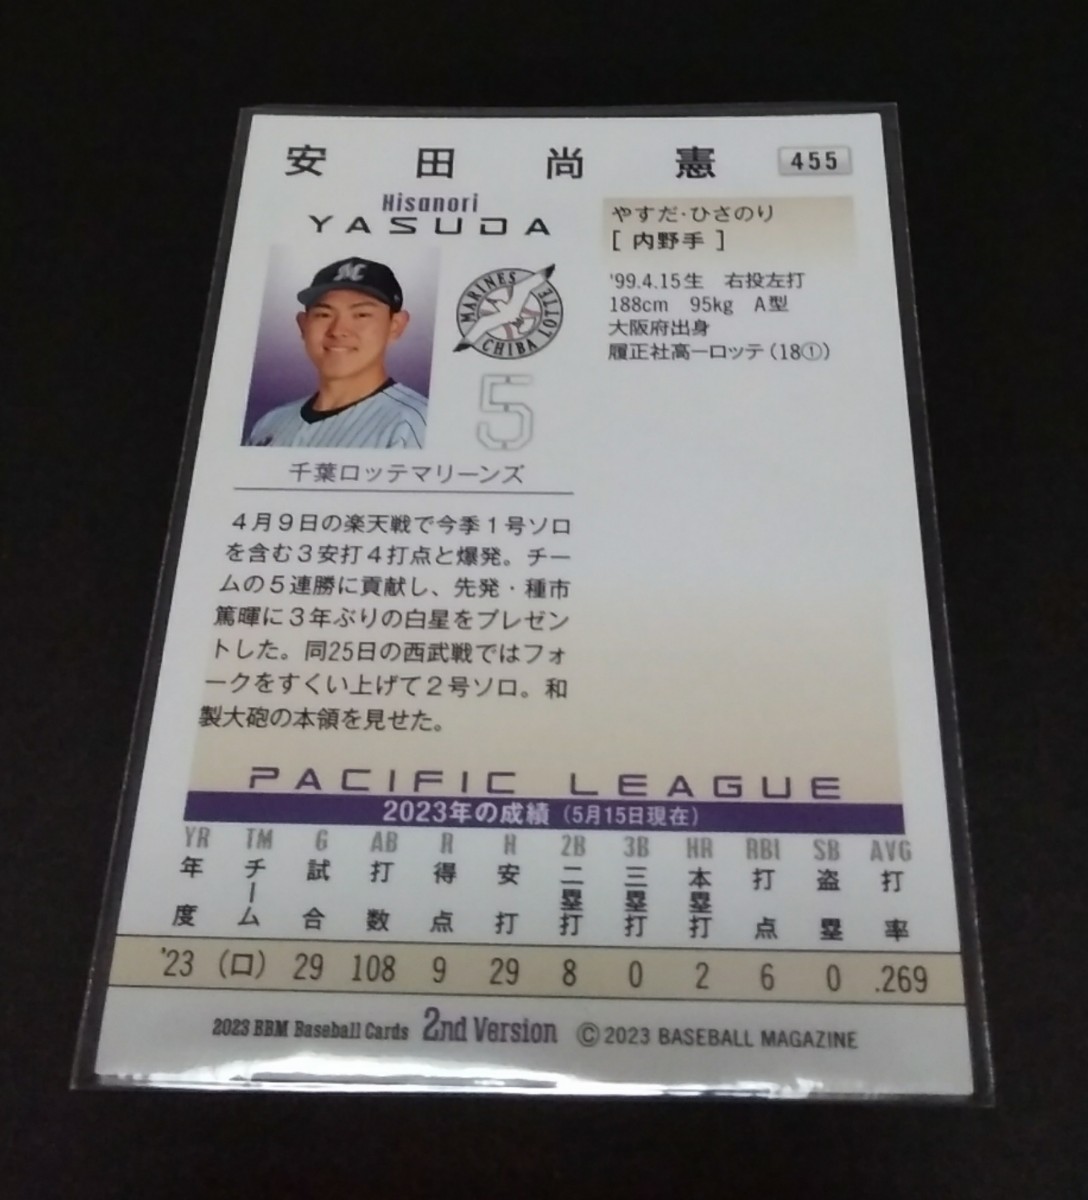 安田尚憲 455
Hisanori
YASUDA
やすだ・ひさのり
[ 内野手 ]
'99.4.15生 右投左打
188cm 95kg A型
大阪府出身
履正社高ーロッテ(18①)
M
MARINES
CHIBA LOTTE
5
千葉ロッテマリーンズ
4月9日の楽天戦で今季1号ソロ
を含む3安打4打点と爆発。チー
ムの5連勝に貢献し、先発・種市
篤暉に3年ぶりの白星をプレゼン
トした。同25日の西武戦ではフォ
ークをすくい上げて2号ソロ。和
製大砲の本領を見せた。
PACIFIC LEAGUE
2023年の成績(5月15日現在)
YR TM G AB R H 2B 3B HR RBI SB AVG
年度 チーム 試合 打数 得点 安打 二塁打 三塁打 本塁打 打点 盗塁 打率
'23 (ロ) 29 108 9 29 8 0 2 6 0 .269
2023 BBM Baseball Cards 2nd Version ©2023 BASEBALL MAGAZINE